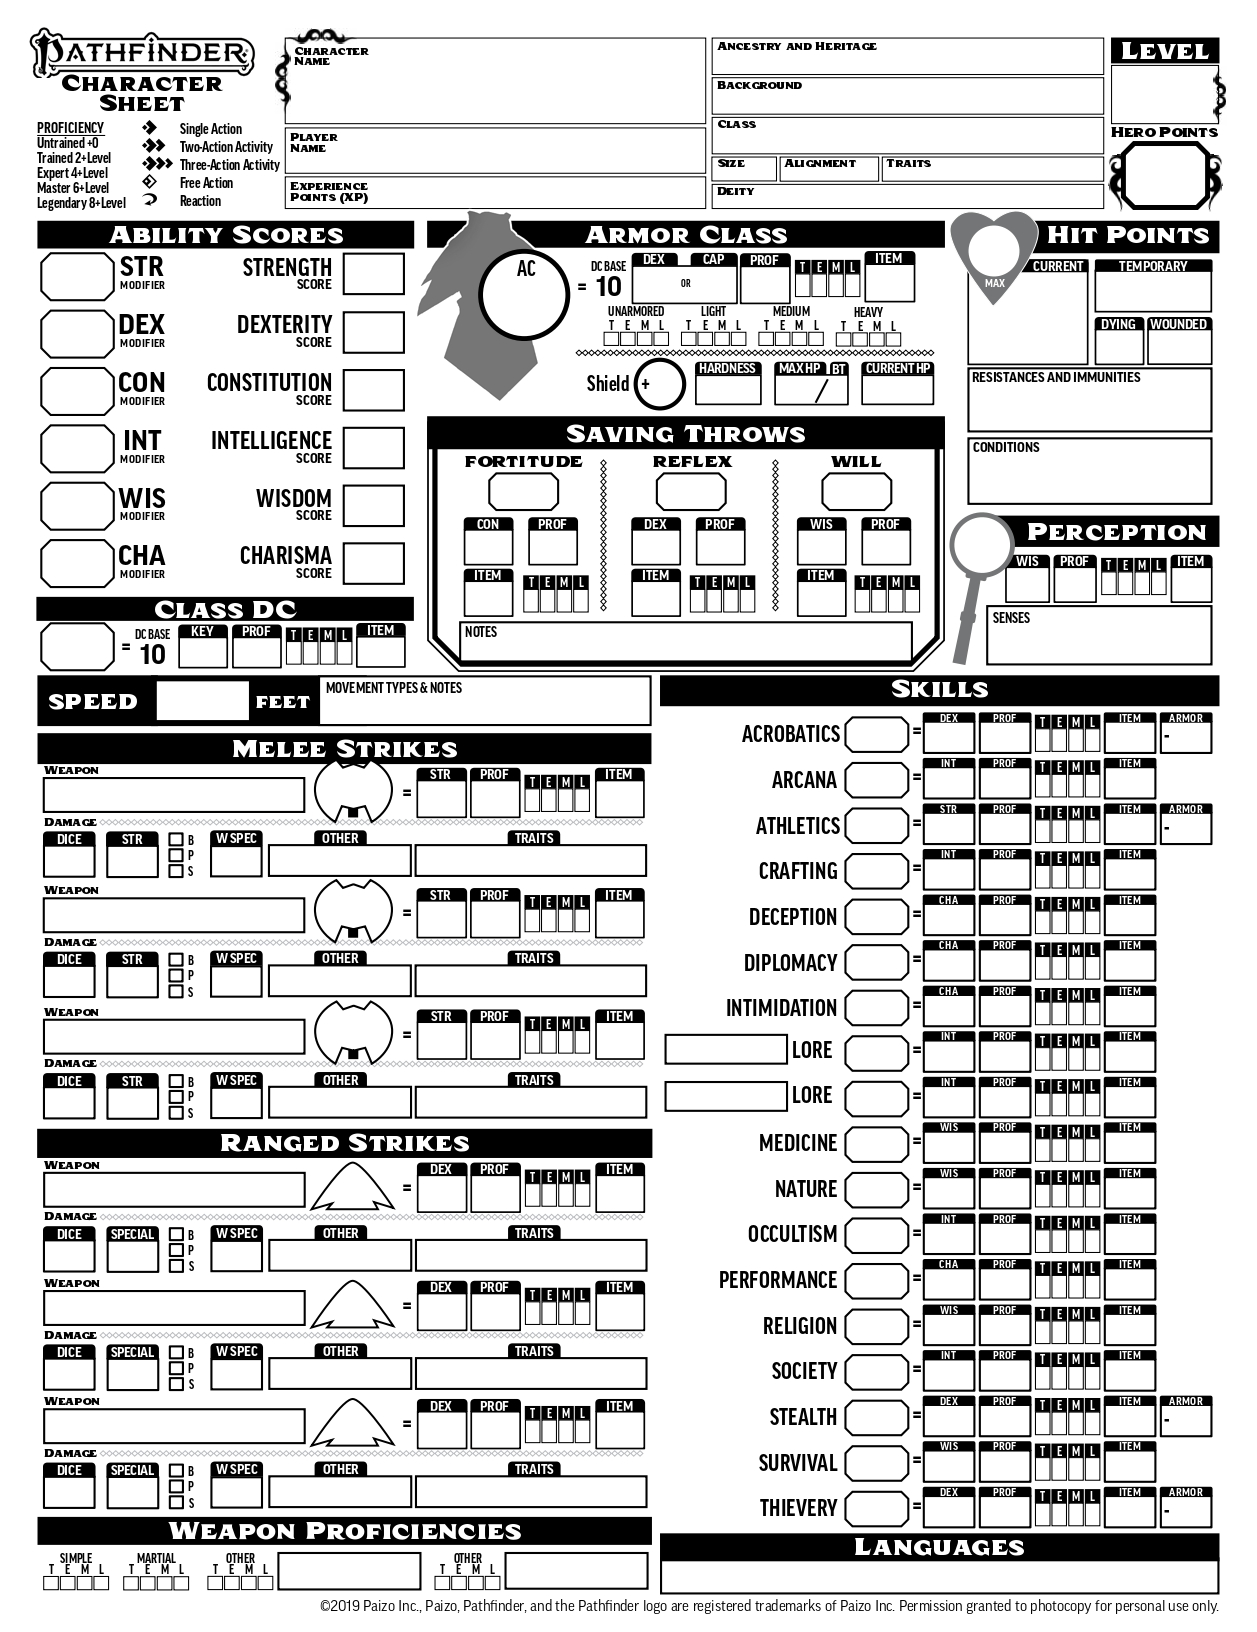 PATHFINDER
CHARACTER
SHEET
PROFICIENCY
Untrained +0
Trained 2+Level
Expert 4+Level
Master 6+Level
Legendary 8+Level
Single Action
Two-Action Activity
Three-Action Activity
Free Action
Reaction
CHARACTER
NAME
PLAYER
NAME
EXPERIENCE
POINTS (XP)
ANCESTRY AND HERITAGE
BACKGROUND
CLASS
SIZE ALIGNMENT TRAITS
DEITY
LEVEL
HERO POINTS
ABILITY SCORES
STR STRENGTH
MODIFIER SCORE
DEX DEXTERITY
MODIFIER SCORE
CON CONSTITUTION
MODIFIER SCORE
INT INTELLIGENCE
MODIFIER SCORE
WIS WISDOM
MODIFIER SCORE
CHA CHARISMA
MODIFIER SCORE
CLASS DC
= DC BASE KEY PROF T E M L ITEM
10
ARMOR CLASS
AC
= DC BASE DEX CAP PROF T E M L ITEM
10 OR
UNARMORED LIGHT MEDIUM HEAVY
T E M L T E M L T E M L T E M L
Shield + HARDNESS MAX HP BT CURRENT HP
/
SAVING THROWS
FORTITUDE REFLEX WILL
CON PROF DEX PROF WIS PROF
ITEM T E M L ITEM T E M L ITEM T E M L
NOTES
HIT POINTS
MAX CURRENT TEMPORARY
DYING WOUNDED
RESISTANCES AND IMMUNITIES
CONDITIONS
PERCEPTION
WIS PROF T E M L ITEM
SENSES
SPEED FEET MOVEMENT TYPES & NOTES
MELEE STRIKES
WEAPON = STR PROF T E M L ITEM
DAMAGE
DICE STR B P S W SPEC OTHER TRAITS
WEAPON = STR PROF T E M L ITEM
DAMAGE
DICE STR B P S W SPEC OTHER TRAITS
WEAPON = STR PROF T E M L ITEM
DAMAGE
DICE STR B P S W SPEC OTHER TRAITS
RANGED STRIKES
WEAPON = DEX PROF T E M L ITEM
DAMAGE
DICE SPECIAL B P S W SPEC OTHER TRAITS
WEAPON = DEX PROF T E M L ITEM
DAMAGE
DICE SPECIAL B P S W SPEC OTHER TRAITS
WEAPON = DEX PROF T E M L ITEM
DAMAGE
DICE SPECIAL B P S W SPEC OTHER TRAITS
WEAPON PROFICIENCIES
SIMPLE MARTIAL OTHER OTHER
T E M L T E M L T E M L T E M L
SKILLS
ACROBATICS = DEX PROF T E M L ITEM ARMOR -
ARCANA = INT PROF T E M L ITEM
ATHLETICS = STR PROF T E M L ITEM ARMOR -
CRAFTING = INT PROF T E M L ITEM
DECEPTION = CHA PROF T E M L ITEM
DIPLOMACY = CHA PROF T E M L ITEM
INTIMIDATION = CHA PROF T E M L ITEM
LORE = INT PROF T E M L ITEM
LORE = INT PROF T E M L ITEM
MEDICINE = WIS PROF T E M L ITEM
NATURE = WIS PROF T E M L ITEM
OCCULTISM = INT PROF T E M L ITEM
PERFORMANCE = CHA PROF T E M L ITEM
RELIGION = WIS PROF T E M L ITEM
SOCIETY = INT PROF T E M L ITEM
STEALTH = DEX PROF T E M L ITEM ARMOR -
SURVIVAL = WIS PROF T E M L ITEM
THIEVERY = DEX PROF T E M L ITEM ARMOR -
LANGUAGES
©2019 Paizo Inc., Paizo, Pathfinder, and the Pathfinder logo are registered trademarks of Paizo Inc. Permission granted to photocopy for personal use only.